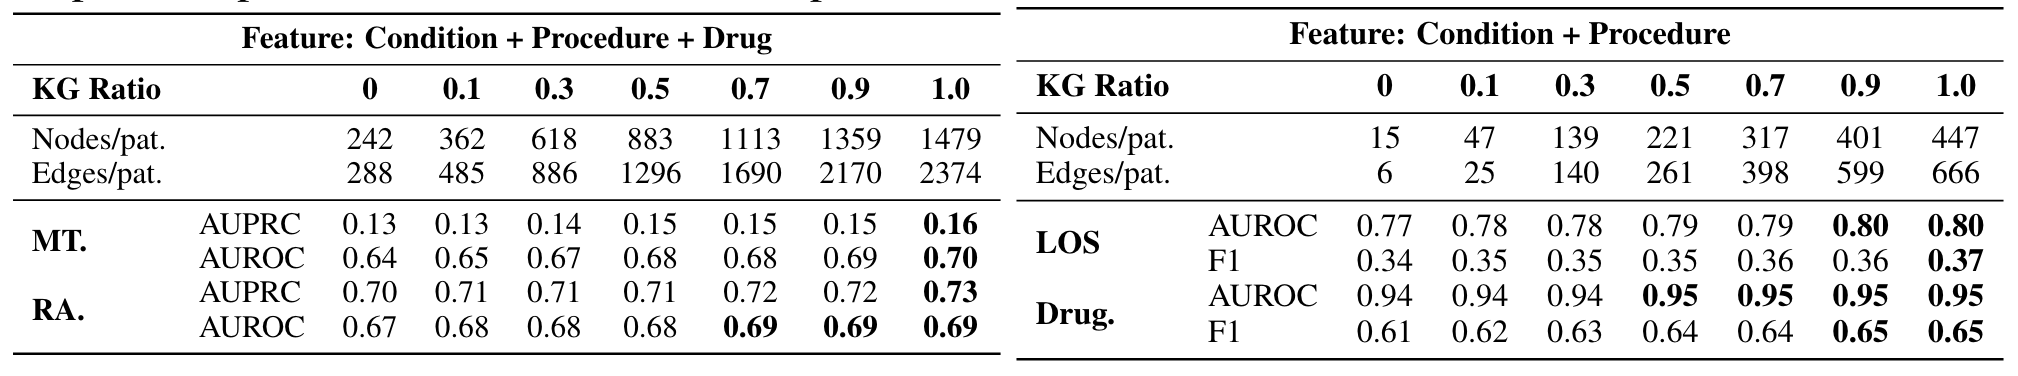 Feature: Condition + Procedure + Drug
KG Ratio 0 0.1 0.3 0.5 0.7 0.9 1.0
Nodes/pat. 242 362 618 883 1113 1359 1479
Edges/pat. 288 485 886 1296 1690 2170 2374
MT. AUPRC 0.13 0.13 0.14 0.15 0.15 0.15 0.16
AUROC 0.64 0.65 0.67 0.68 0.68 0.69 0.70
RA. AUPRC 0.70 0.71 0.71 0.71 0.72 0.72 0.73
AUROC 0.67 0.68 0.68 0.68 0.69 0.69 0.69
Feature: Condition + Procedure
KG Ratio 0 0.1 0.3 0.5 0.7 0.9 1.0
Nodes/pat. 15 47 139 221 317 401 447
Edges/pat. 6 25 140 261 398 599 666
LOS AUROC 0.77 0.78 0.78 0.79 0.79 0.80 0.80
F1 0.34 0.35 0.35 0.35 0.36 0.36 0.37
Drug. AUROC 0.94 0.94 0.94 0.95 0.95 0.95 0.95
F1 0.61 0.62 0.63 0.64 0.64 0.65 0.65